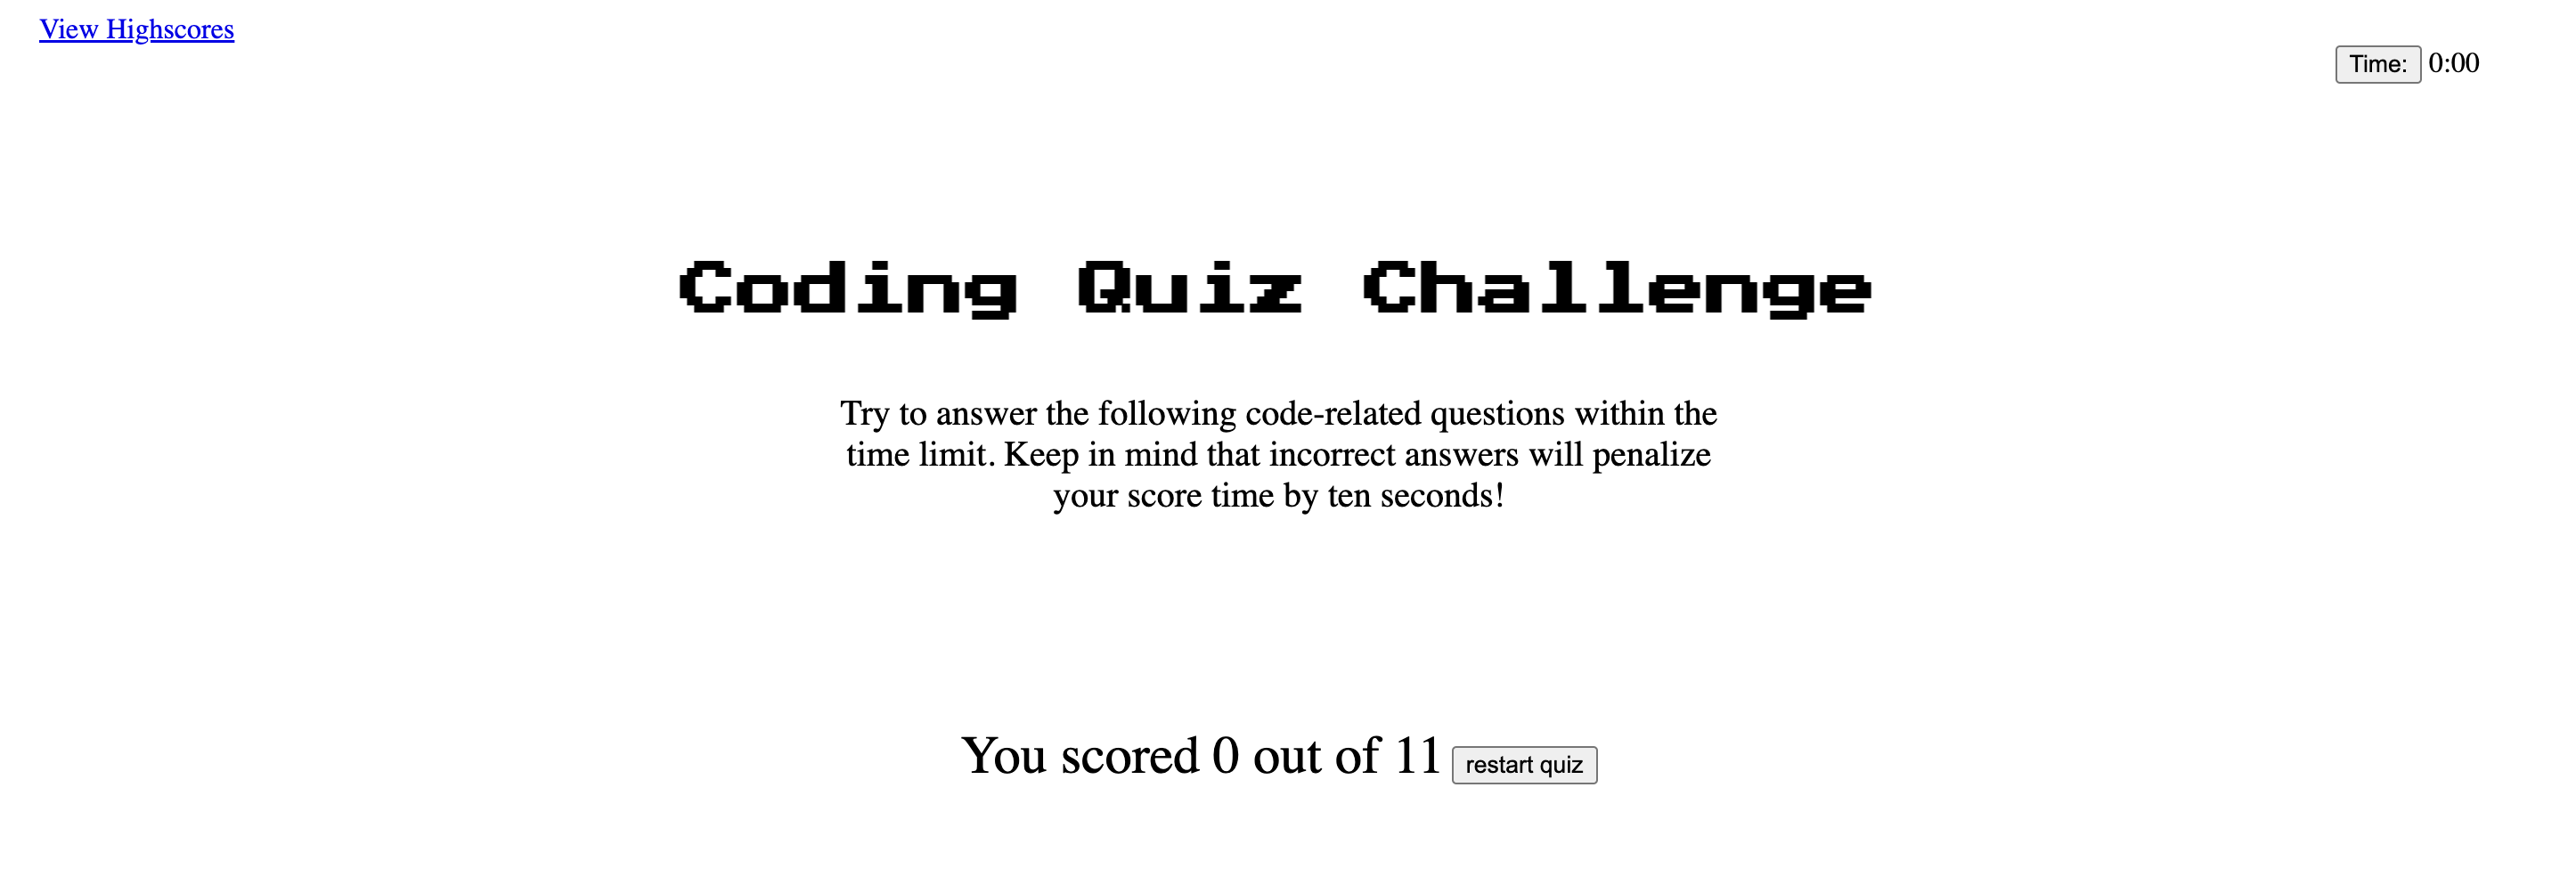 View Highscores
Time: 0:00
Coding Quiz Challenge
Try to answer the following code-related questions within the
time limit. Keep in mind that incorrect answers will penalize
your score time by ten seconds!
You scored 0 out of 11 restart quiz